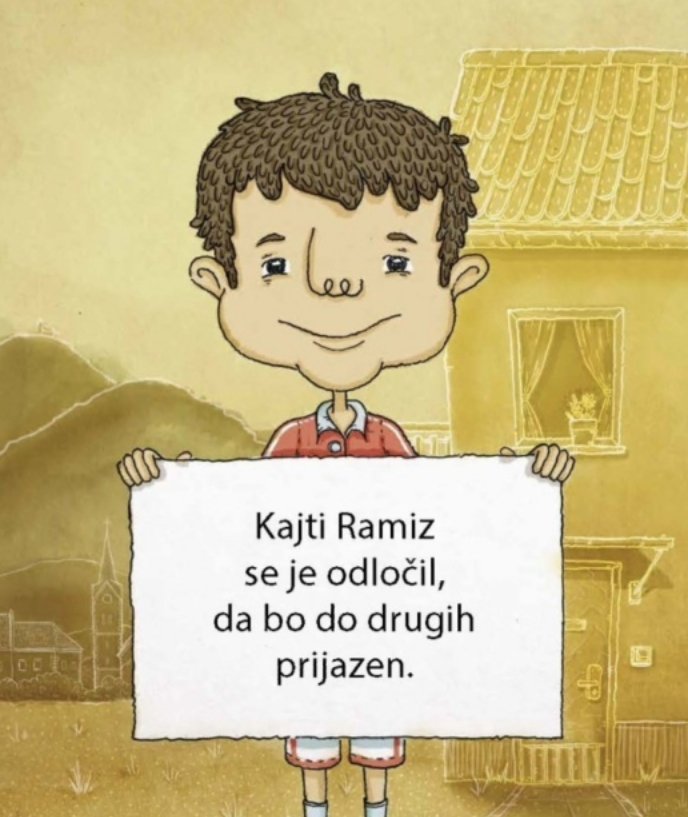 Kajti Ramiz
se je odločil,
da bo do drugih
prijazen.